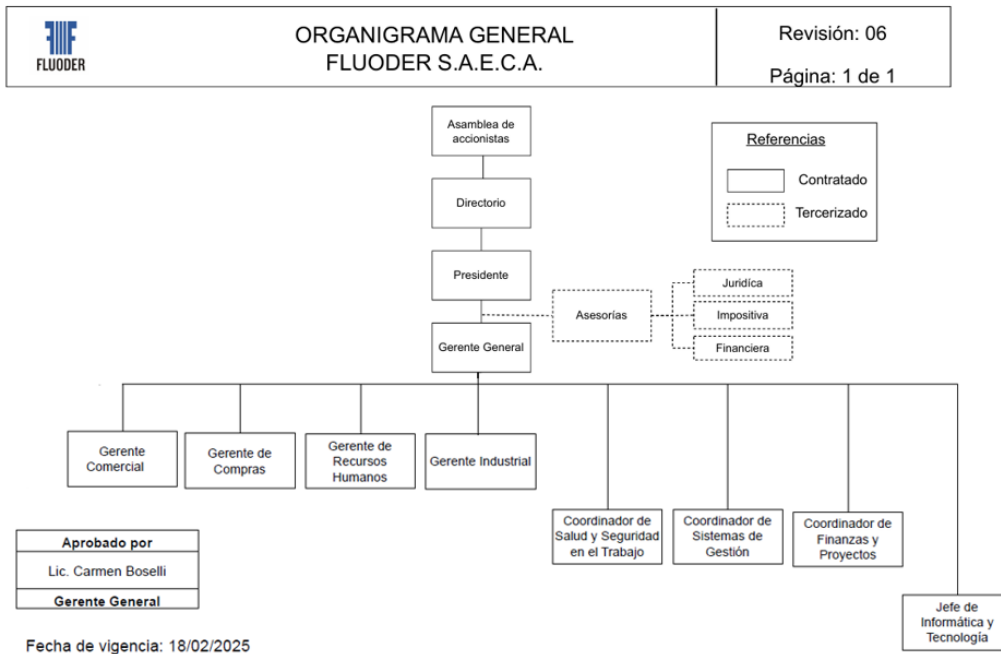 FLUODER
ORGANIGRAMA GENERAL
FLUODER S.A.E.C.A.
Revisión: 06
Página: 1 de 1
Asamblea de
accionistas
Referencias
Contratado
Tercerizado
Directorio
Presidente
Asesorías
Juridíca
Impositiva
Financiera
Gerente General
Gerente
Comercial
Gerente de
Compras
Gerente de
Recursos
Humanos
Gerente Industrial
Coordinador de
Salud y Seguridad
en el Trabajo
Coordinador de
Sistemas de
Gestión
Coordinador de
Finanzas y
Proyectos
Jefe de
Informática y
Tecnología
Aprobado por
Lic. Carmen Boselli
Gerente General
Fecha de vigencia: 18/02/2025